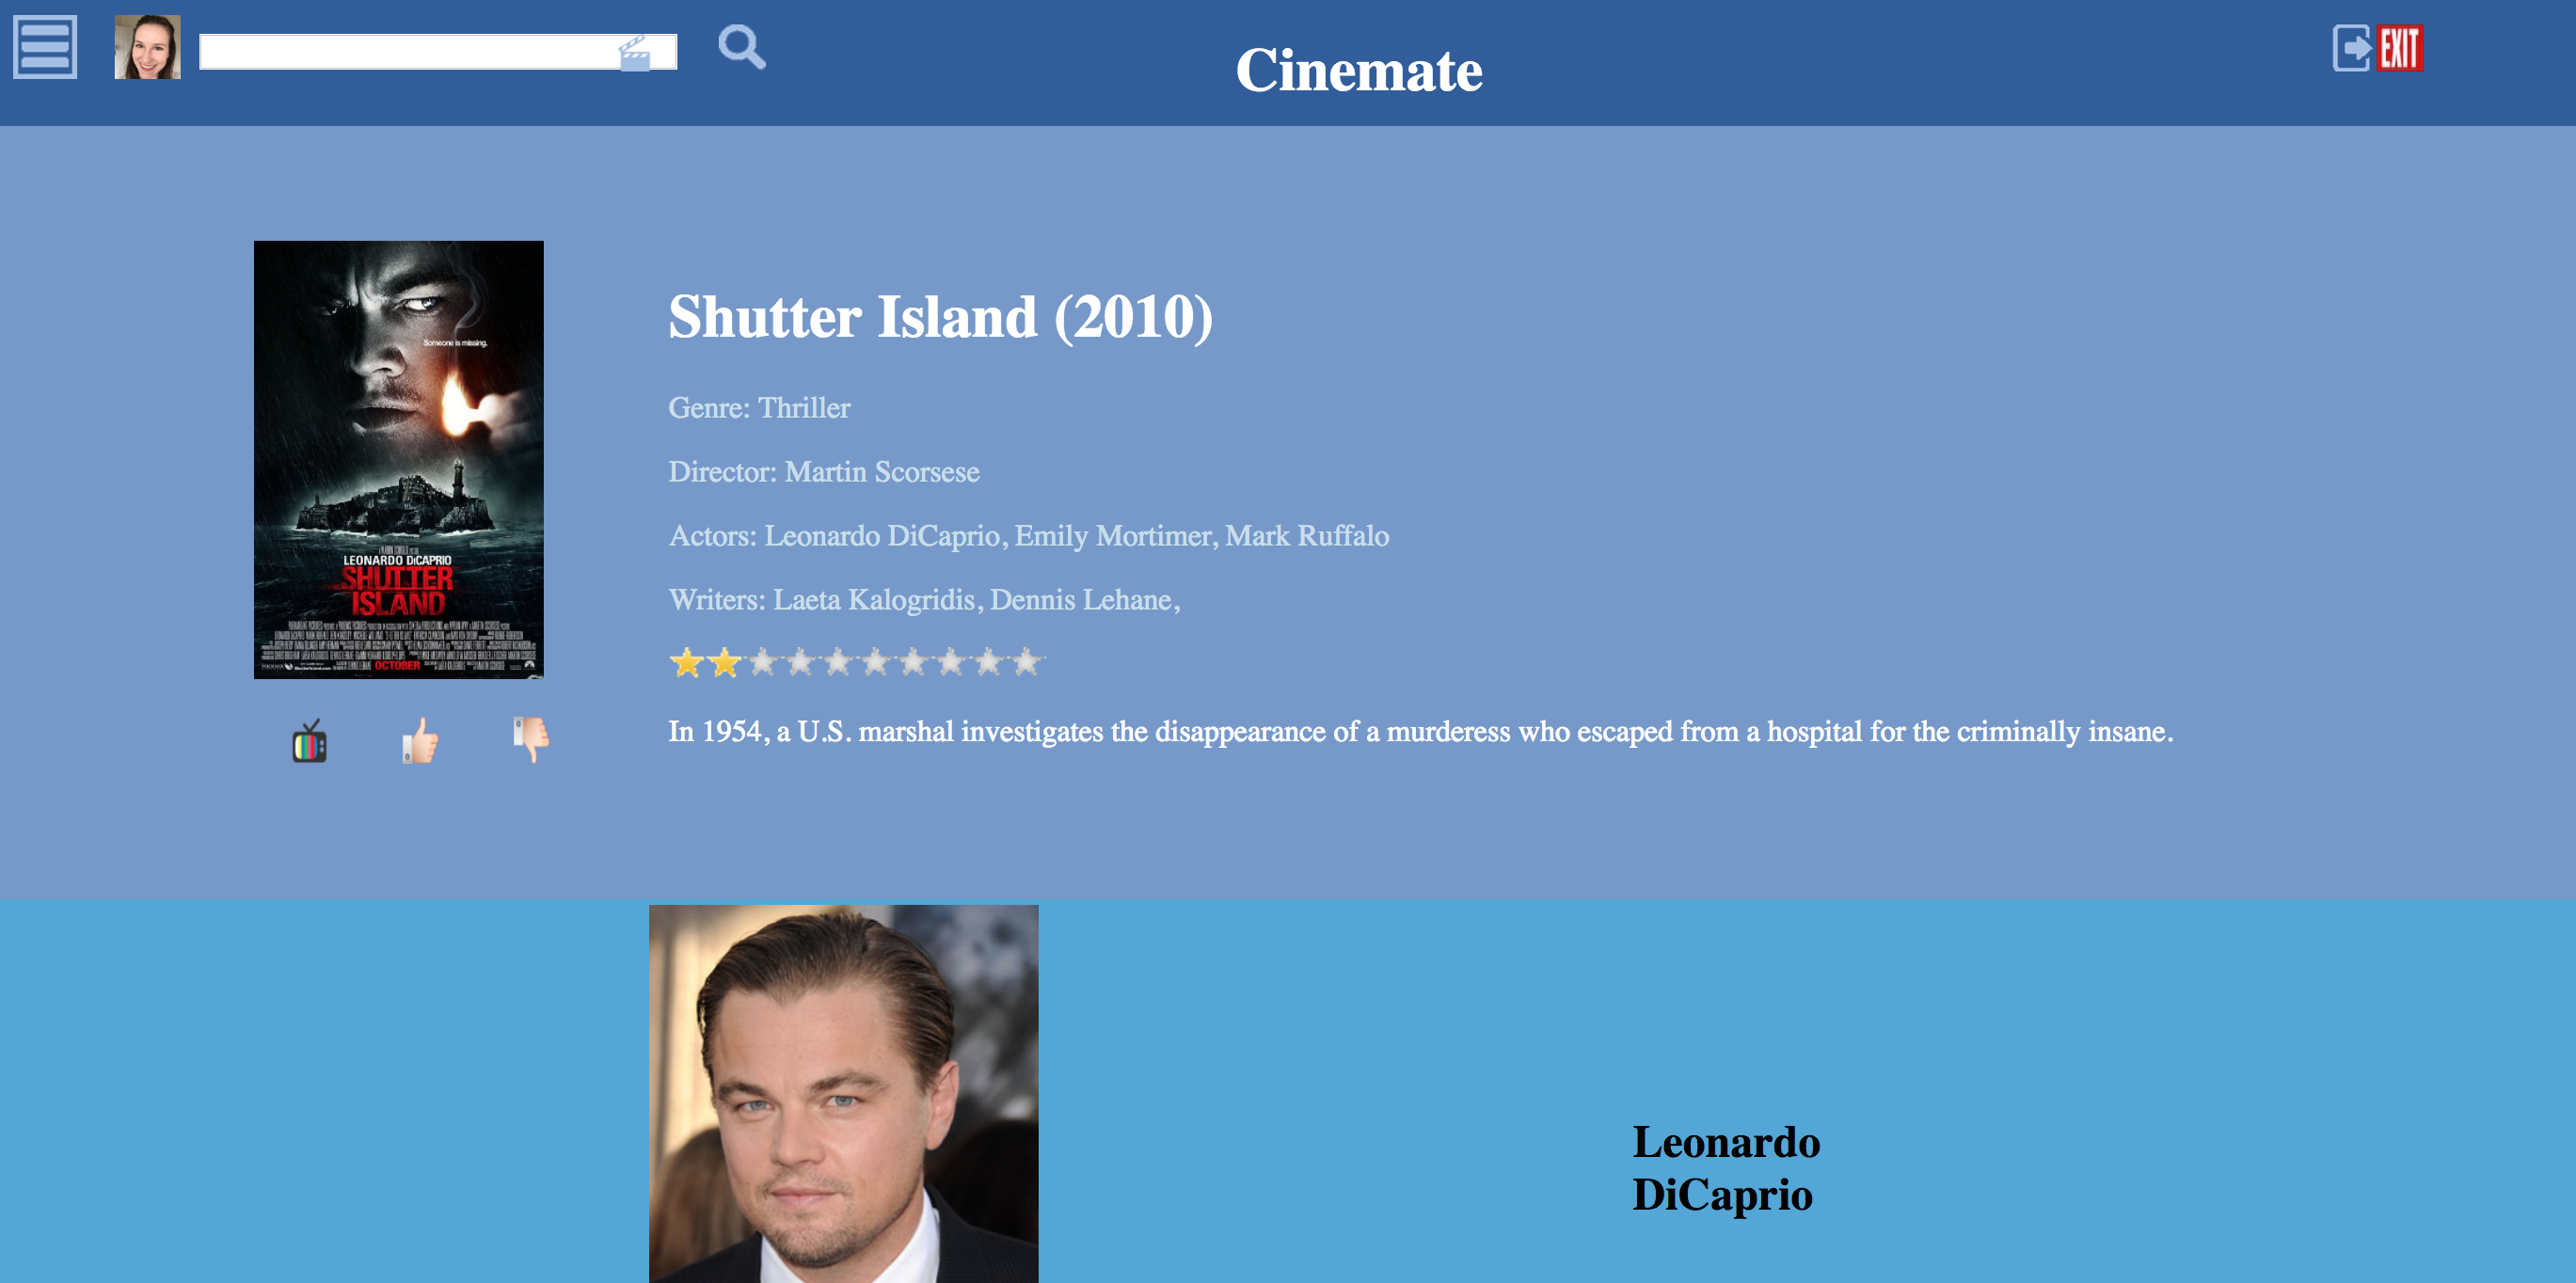 Cinemate
EXIT
Someone is missing.
LEONARDO DiCAPRIO
SHUTTER
ISLAND
OCTOBER
Shutter Island (2010)
Genre: Thriller
Director: Martin Scorsese
Actors: Leonardo DiCaprio, Emily Mortimer, Mark Ruffalo
Writers: Laeta Kalogridis, Dennis Lehane,
In 1954, a U.S. marshal investigates the disappearance of a murderess who escaped from a hospital for the criminally insane.
Leonardo
DiCaprio